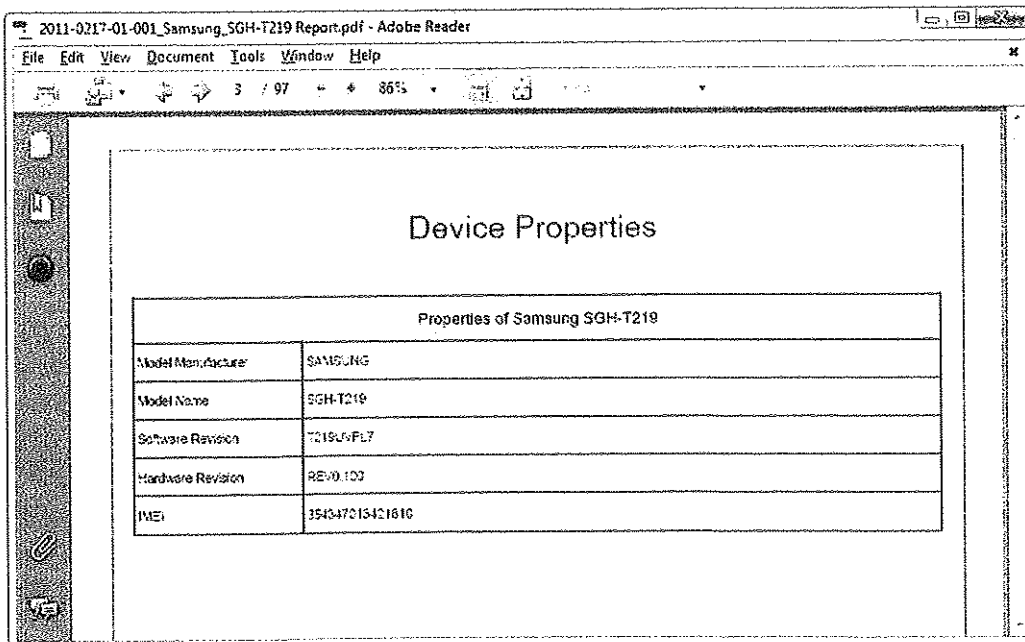 2011-0217-01-001_Samsung_SGH-T219 Report.pdf - Adobe Reader
File Edit View Document Tools Window Help
3 / 97 86%
Device Properties
Properties of Samsung SGH-T219
Model Manufacturer SAMSUNG
Model Name SGH-T219
Software Revision
Hardware Revision REV0.100
IMEI